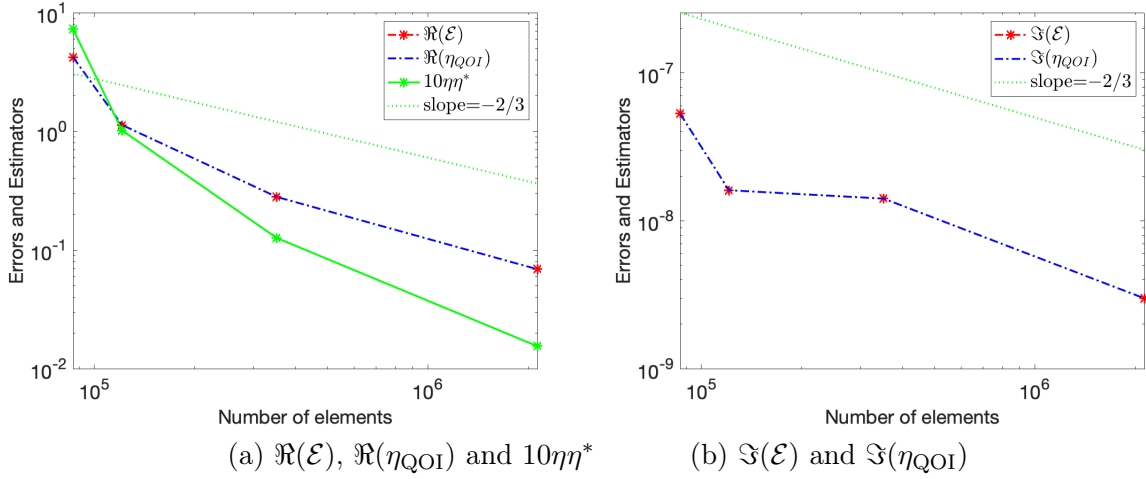 10^1
10^0
10^-1
10^-2
Errors and Estimators
10^5
10^6
Number of elements
ℜ(ℰ)
ℜ(η_QOI)
10ηη*
slope=−2/3
10^-7
10^-8
10^-9
Errors and Estimators
10^5
10^6
Number of elements
ℑ(ℰ)
ℑ(η_QOI)
slope=−2/3
(a) ℜ(ℰ), ℜ(η_QOI) and 10ηη*
(b) ℑ(ℰ) and ℑ(η_QOI)